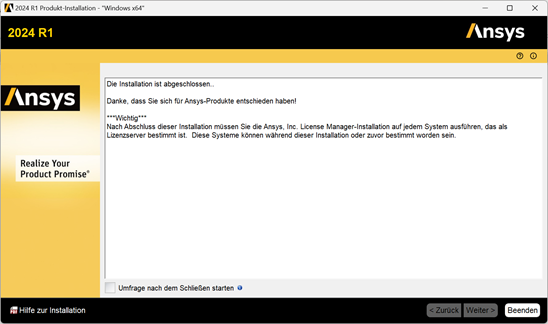 2024 R1 Produkt-Installation - "Windows x64"
2024 R1
Ansys
Ansys
Realize Your
Product Promise®
Die Installation ist abgeschlossen..
Danke, dass Sie sich für Ansys-Produkte entschieden haben!
***Wichtig***
Nach Abschluss dieser Installation müssen Sie die Ansys, Inc. License Manager-Installation auf jedem System ausführen, das als
Lizenzserver bestimmt ist. Diese Systeme können während dieser Installation oder zuvor bestimmt worden sein.
Umfrage nach dem Schließen starten
Hilfe zur Installation
< Zurück
Weiter >
Beenden